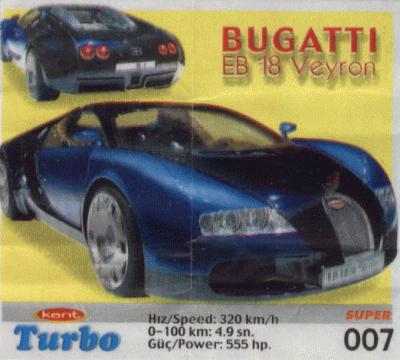 BUGATTI
EB 18 Veyron
kent
Turbo
Hız/Speed: 320 km/h
0-100 km: 4.9 sn.
Güç/Power: 555 hp.
SUPER
007